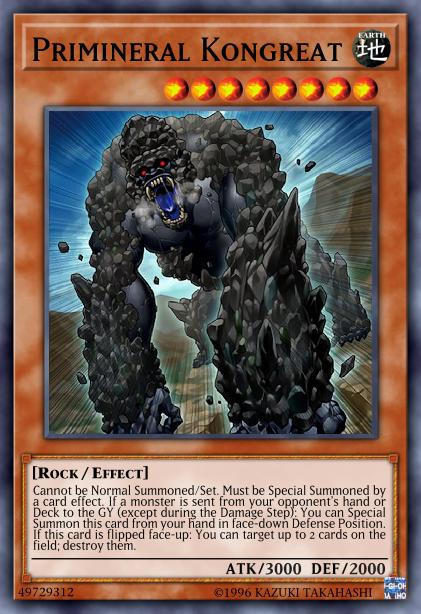 Primineral Kongreat
EARTH
地
[Rock / Effect]
Cannot be Normal Summoned/Set. Must be Special Summoned by
a card effect. If a monster is sent from your opponent's hand or
Deck to the GY (except during the Damage Step): You can Special
Summon this card from your hand in face-down Defense Position.
If this card is flipped face-up: You can target up to 2 cards on the
field; destroy them.
ATK/3000 DEF/2000
49729312
©1996 KAZUKI TAKAHASHI